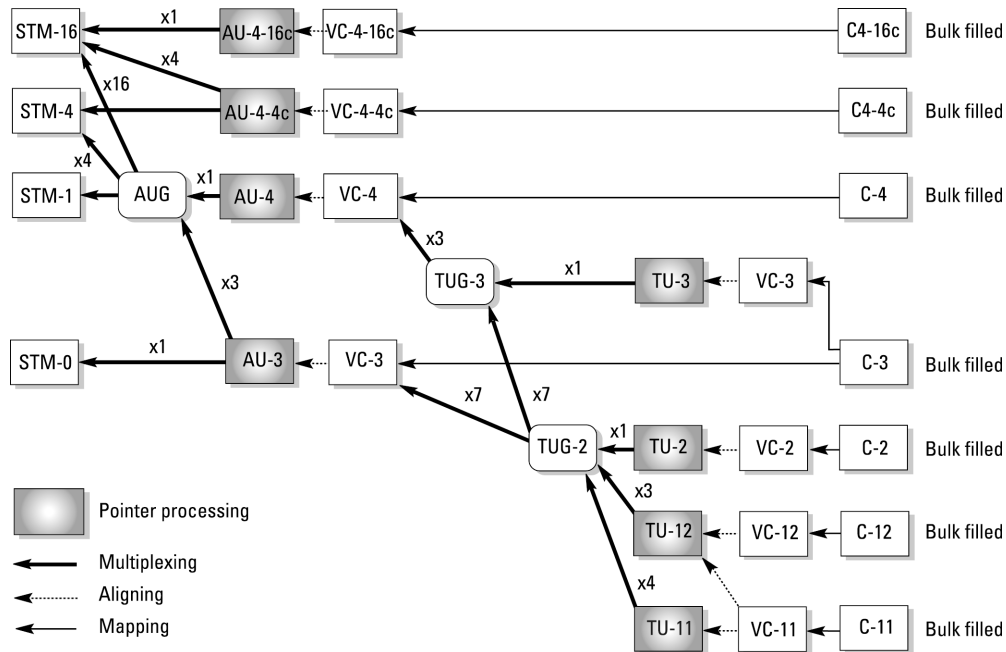 x1
STM-16 AU-4-16c VC-4-16c C4-16c Bulk filled
x4
x16
STM-4 AU-4-4c VC-4-4c C4-4c Bulk filled
x4 x1
STM-1 AUG AU-4 VC-4 C-4 Bulk filled
x3
x3 TUG-3 x1 TU-3 VC-3
x1
STM-0 AU-3 VC-3 C-3 Bulk filled
x7 x7
x1
TUG-2 TU-2 VC-2 C-2 Bulk filled
x3
Pointer processing
TU-12 VC-12 C-12 Bulk filled
Multiplexing
x4
Aligning
Mapping
TU-11 VC-11 C-11 Bulk filled